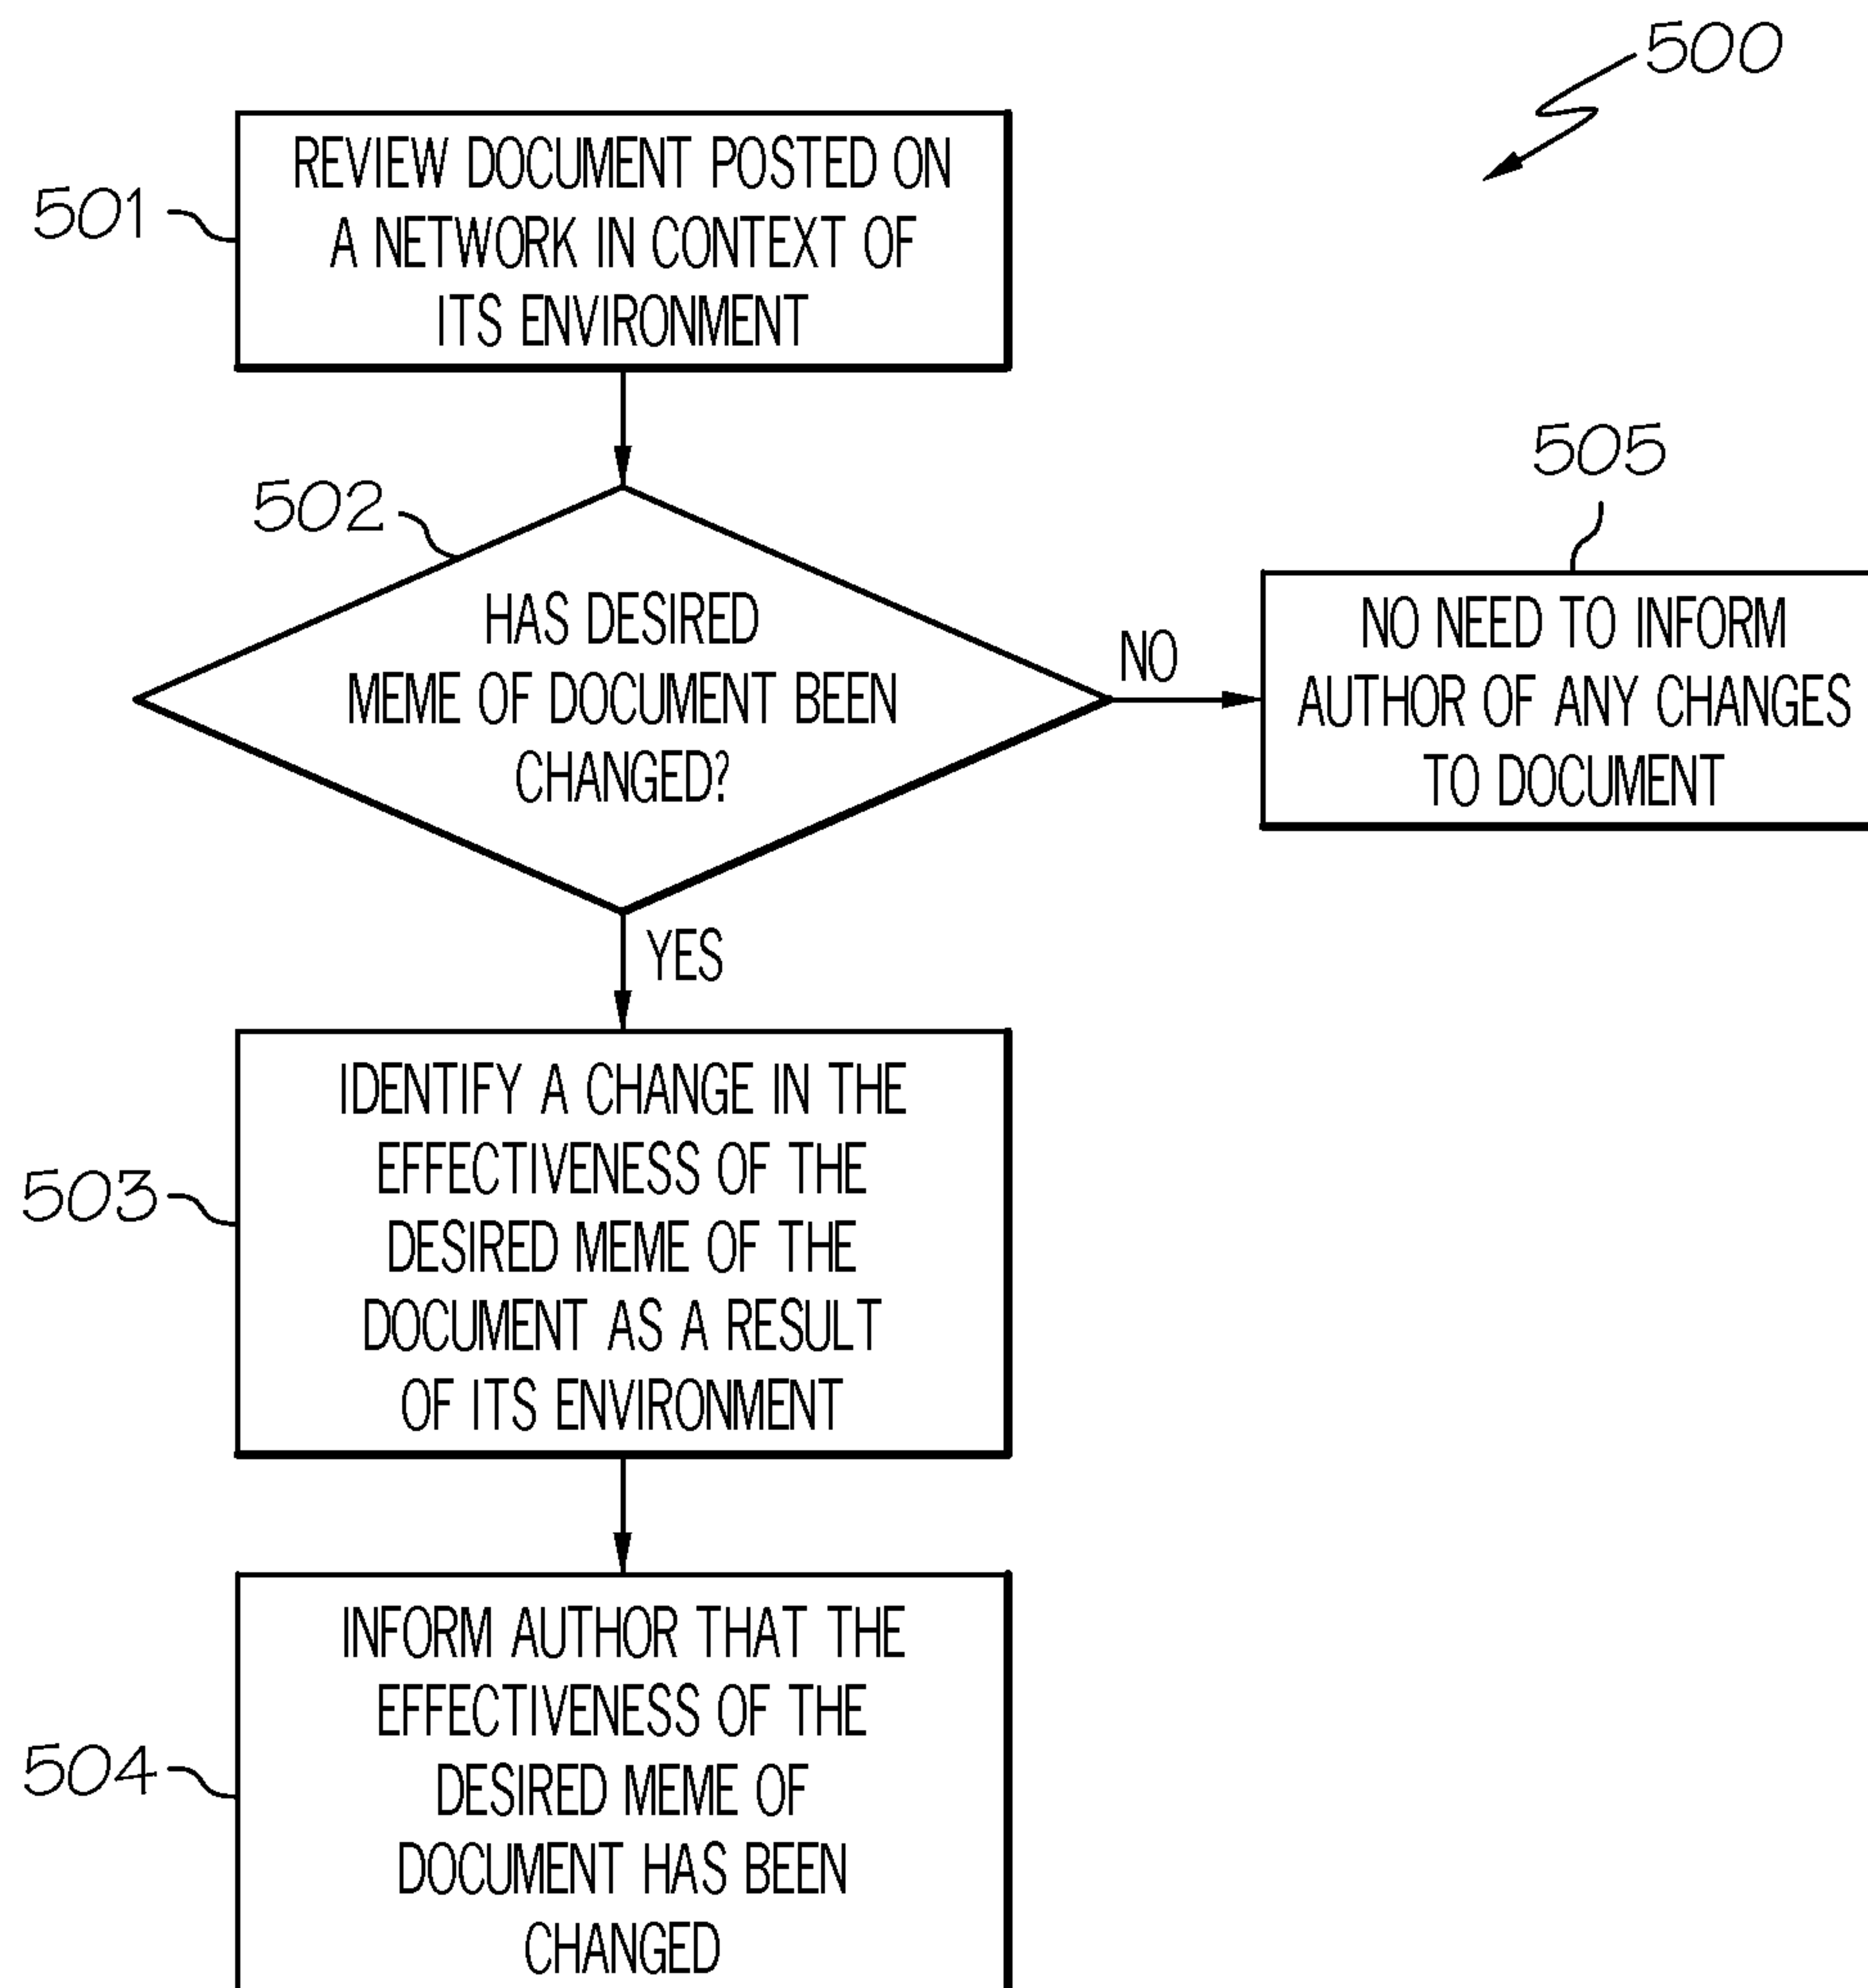 500
501
REVIEW DOCUMENT POSTED ON
A NETWORK IN CONTEXT OF
ITS ENVIRONMENT
502
HAS DESIRED
MEME OF DOCUMENT BEEN
CHANGED?
NO
505
NO NEED TO INFORM
AUTHOR OF ANY CHANGES
TO DOCUMENT
YES
503
IDENTIFY A CHANGE IN THE
EFFECTIVENESS OF THE
DESIRED MEME OF THE
DOCUMENT AS A RESULT
OF ITS ENVIRONMENT
504
INFORM AUTHOR THAT THE
EFFECTIVENESS OF THE
DESIRED MEME OF
DOCUMENT HAS BEEN
CHANGED